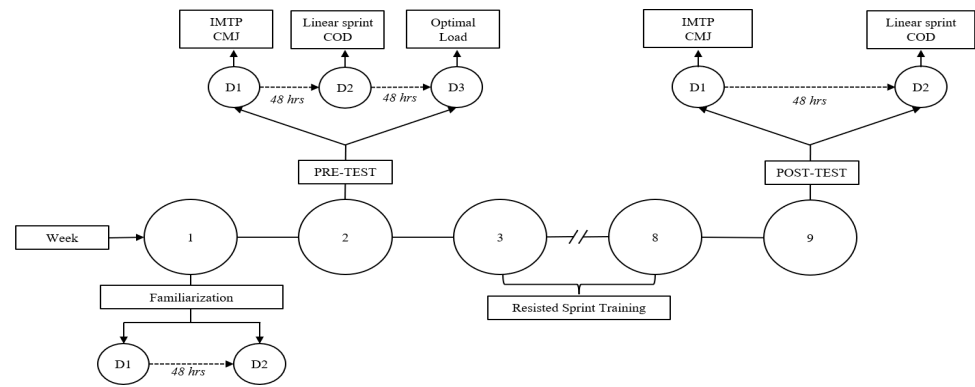 IMTP
CMJ
Linear sprint
COD
Optimal
Load
IMTP
CMJ
Linear sprint
COD
D1
48 hrs
D2
48 hrs
D3
D1
48 hrs
D2
PRE-TEST
POST-TEST
Week
1
2
3
8
9
Familiarization
Resisted Sprint Training
D1
48 hrs
D2